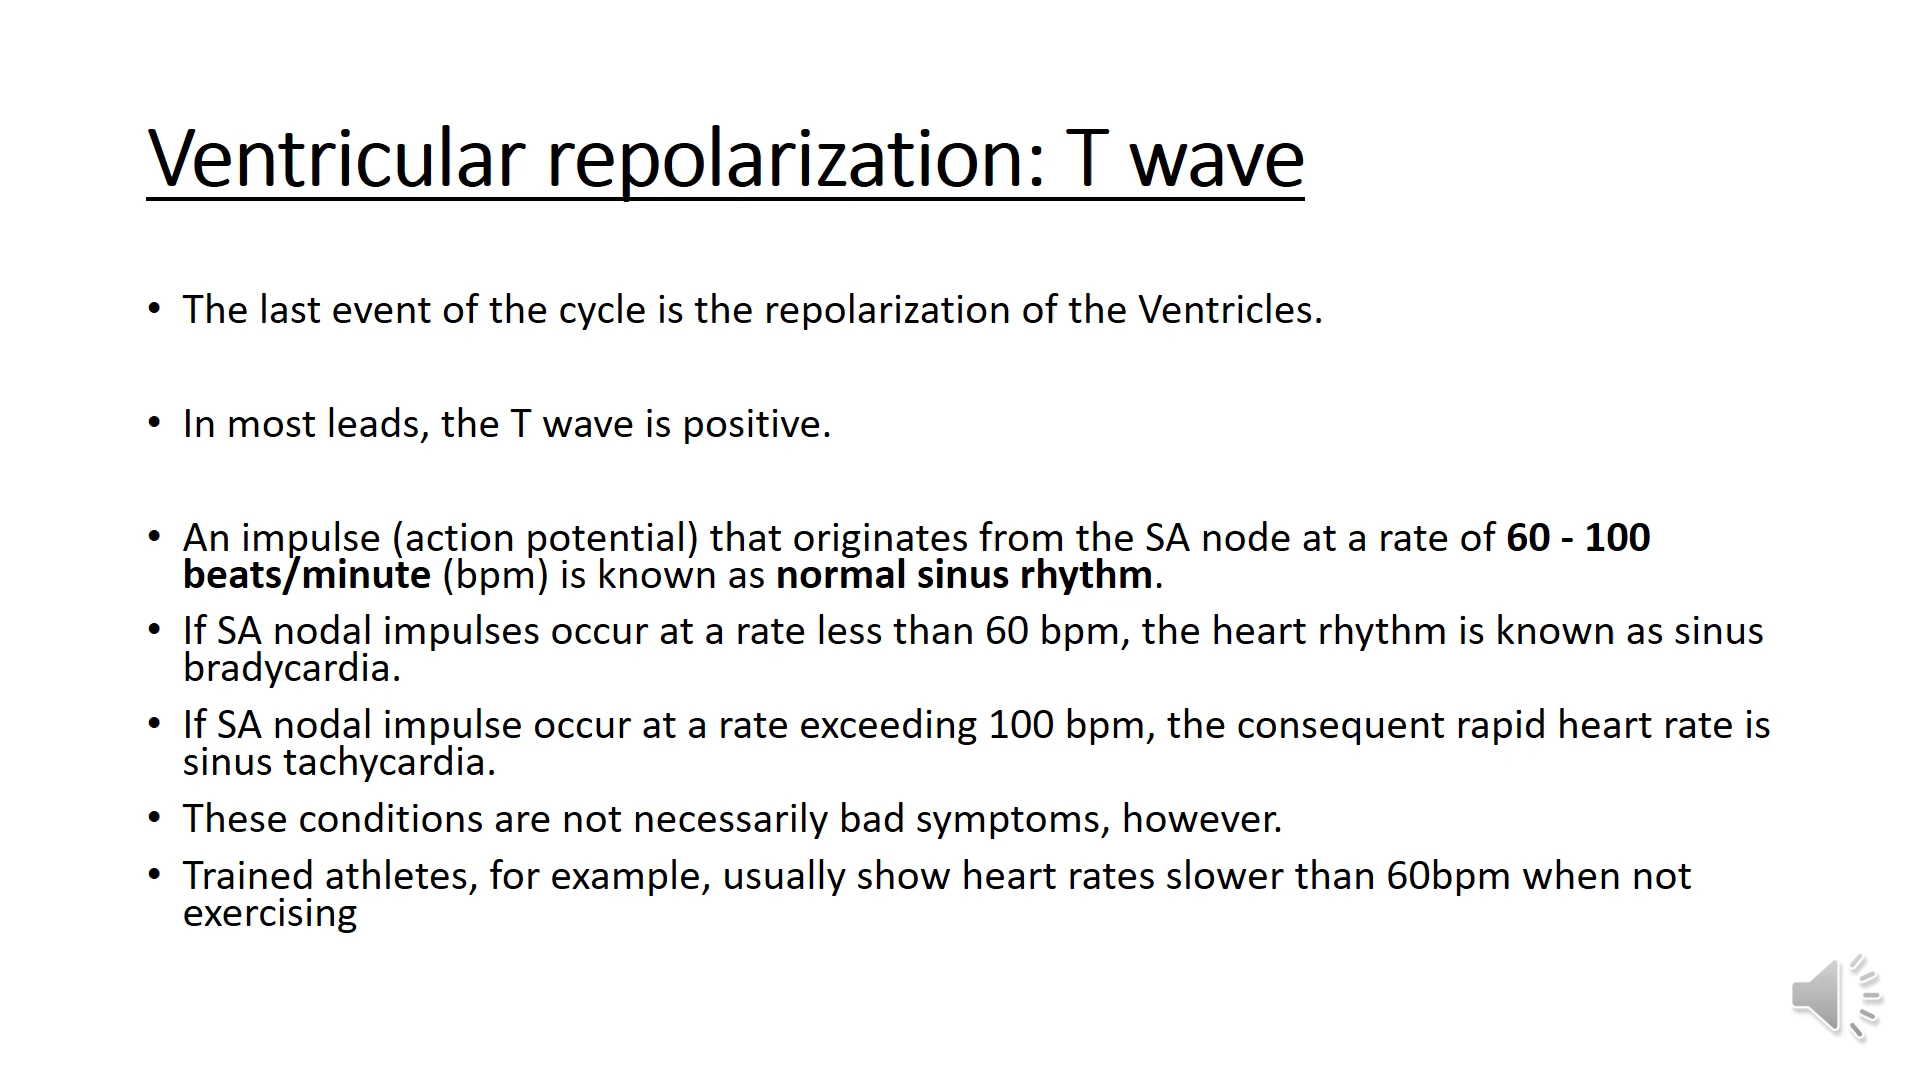 Ventricular repolarization: T wave
• The last event of the cycle is the repolarization of the Ventricles.
• In most leads, the T wave is positive.
• An impulse (action potential) that originates from the SA node at a rate of 60 - 100
beats/minute (bpm) is known as normal sinus rhythm.
• If SA nodal impulses occur at a rate less than 60 bpm, the heart rhythm is known as sinus
bradycardia.
• If SA nodal impulse occur at a rate exceeding 100 bpm, the consequent rapid heart rate is
sinus tachycardia.
• These conditions are not necessarily bad symptoms, however.
• Trained athletes, for example, usually show heart rates slower than 60bpm when not
exercising